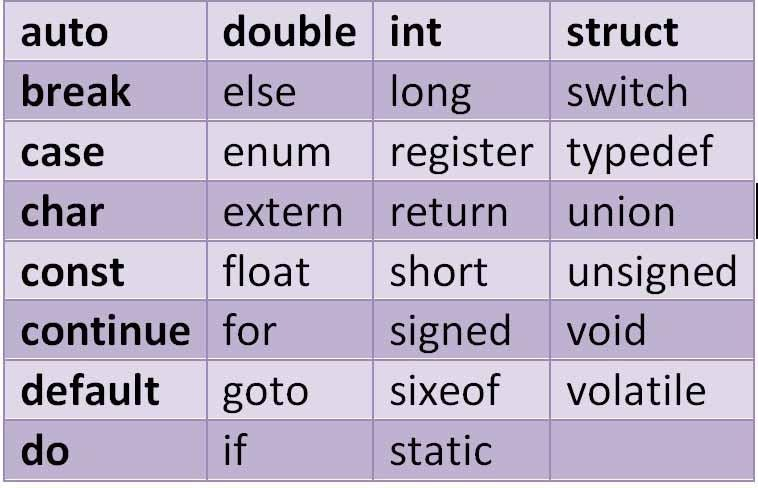 auto double int struct
break else long switch
case enum register typedef
char extern return union
const float short unsigned
continue for signed void
default goto sixeof volatile
do if static